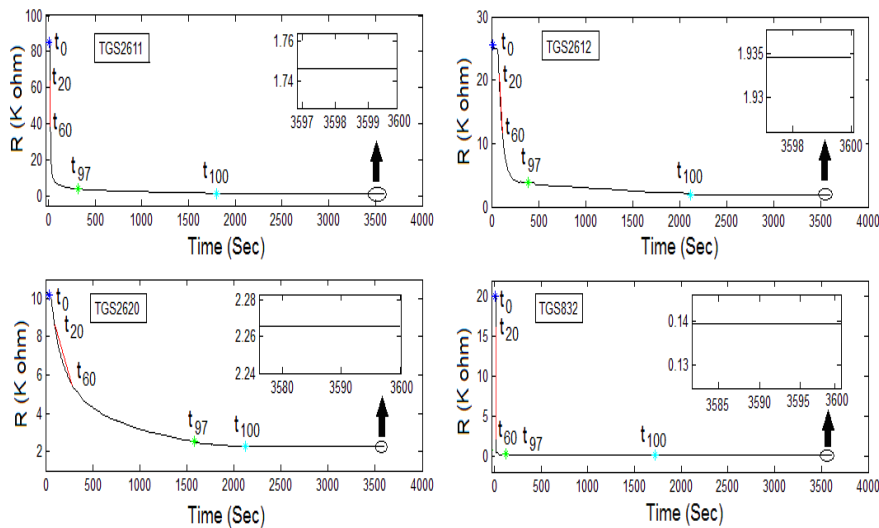 R (K ohm)
100
80
60
40
20
0
t0
t20
t60
t97
t100
TGS2611
1.76
1.74
3597 3598 3599 3600
0 500 1000 1500 2000 2500 3000 3500 4000
Time (Sec)
R (K ohm)
30
20
10
0
t0
t20
t60
t97
t100
TGS2612
1.935
1.93
3598 3600
0 500 1000 1500 2000 2500 3000 3500 4000
Time (Sec)
R (K ohm)
10
8
6
4
2
t0
t20
t60
t97
t100
TGS2620
2.28
2.26
2.24
3580 3590 3600
0 500 1000 1500 2000 2500 3000 3500 4000
Time (Sec)
R (K ohm)
20
15
10
5
0
t0
t20
t60
t97
t100
TGS832
0.14
0.13
3585 3590 3595 3600
0 500 1000 1500 2000 2500 3000 3500 4000
Time (Sec)